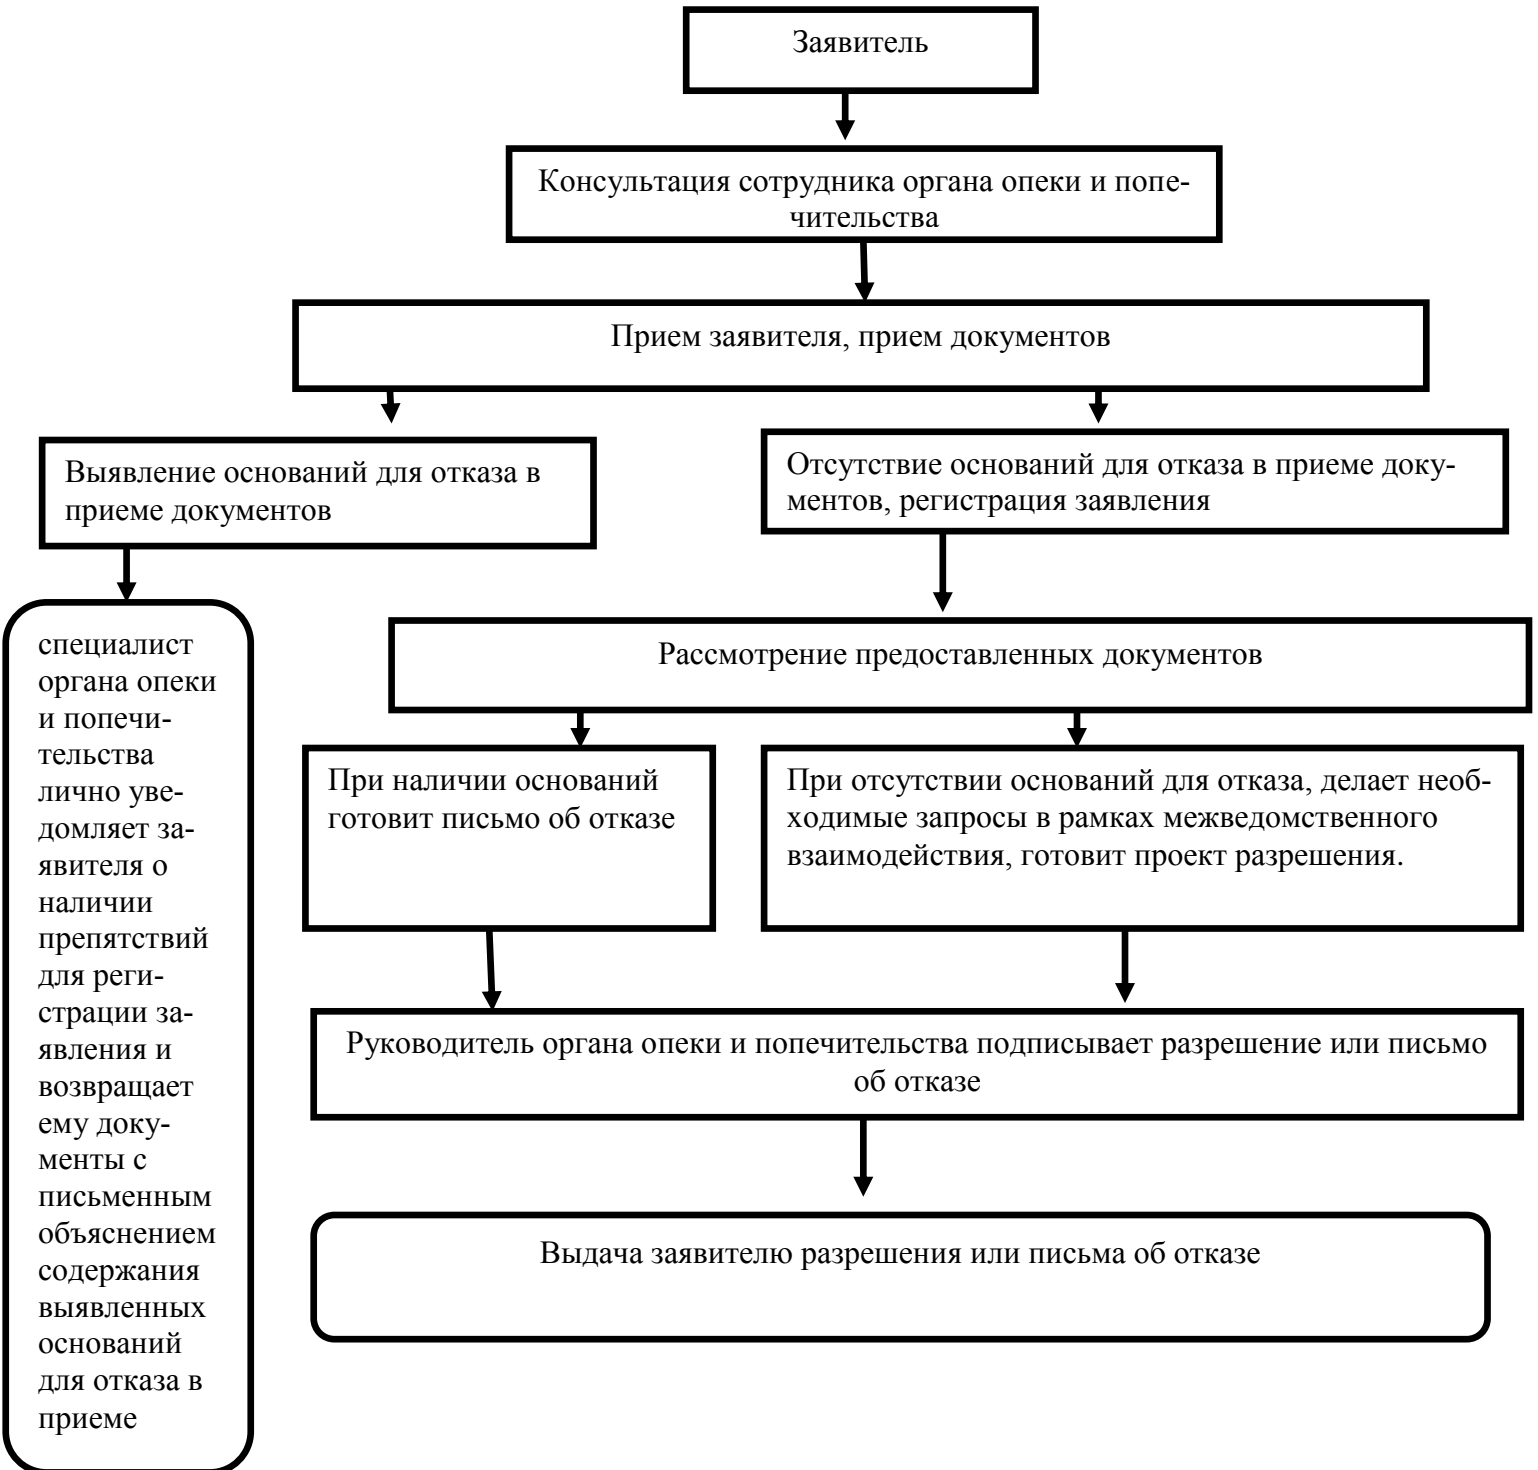 Заявитель
Консультация сотрудника органа опеки и попе-
чительства
Прием заявителя, прием документов
Выявление оснований для отказа в
приеме документов
Отсутствие оснований для отказа в приеме доку-
ментов, регистрация заявления
специалист
органа опеки
и попечи-
тельства
лично уве-
домляет за-
явителя о
наличии
препятствий
для реги-
страции за-
явления и
возвращает
ему доку-
менты с
письменным
объяснением
содержания
выявленных
оснований
для отказа в
приеме
Рассмотрение предоставленных документов
При наличии оснований
готовит письмо об отказе
При отсутствии оснований для отказа, делает необ-
ходимые запросы в рамках межведомственного
взаимодействия, готовит проект разрешения.
Руководитель органа опеки и попечительства подписывает разрешение или письмо
об отказе
Выдача заявителю разрешения или письма об отказе